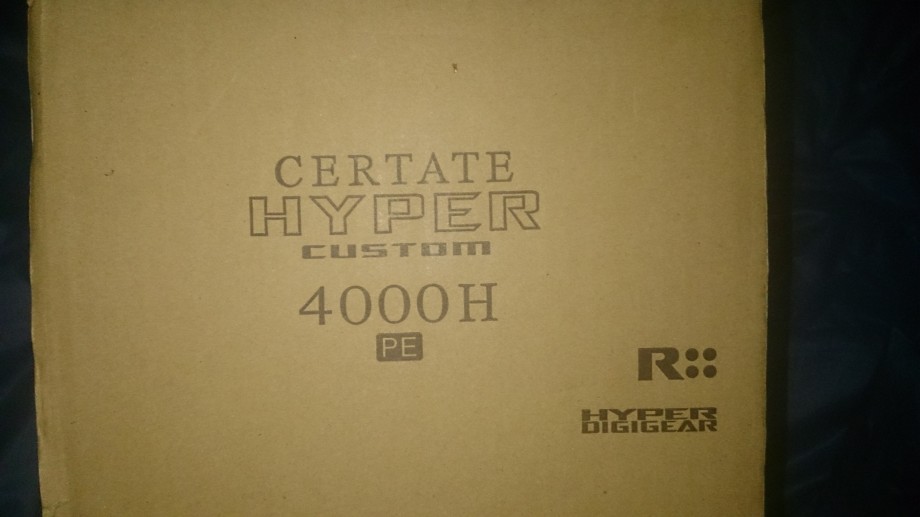 CERTATE
HYPER
CUSTOM
4000H
PE
R::
HYPER
DIGIGEAR